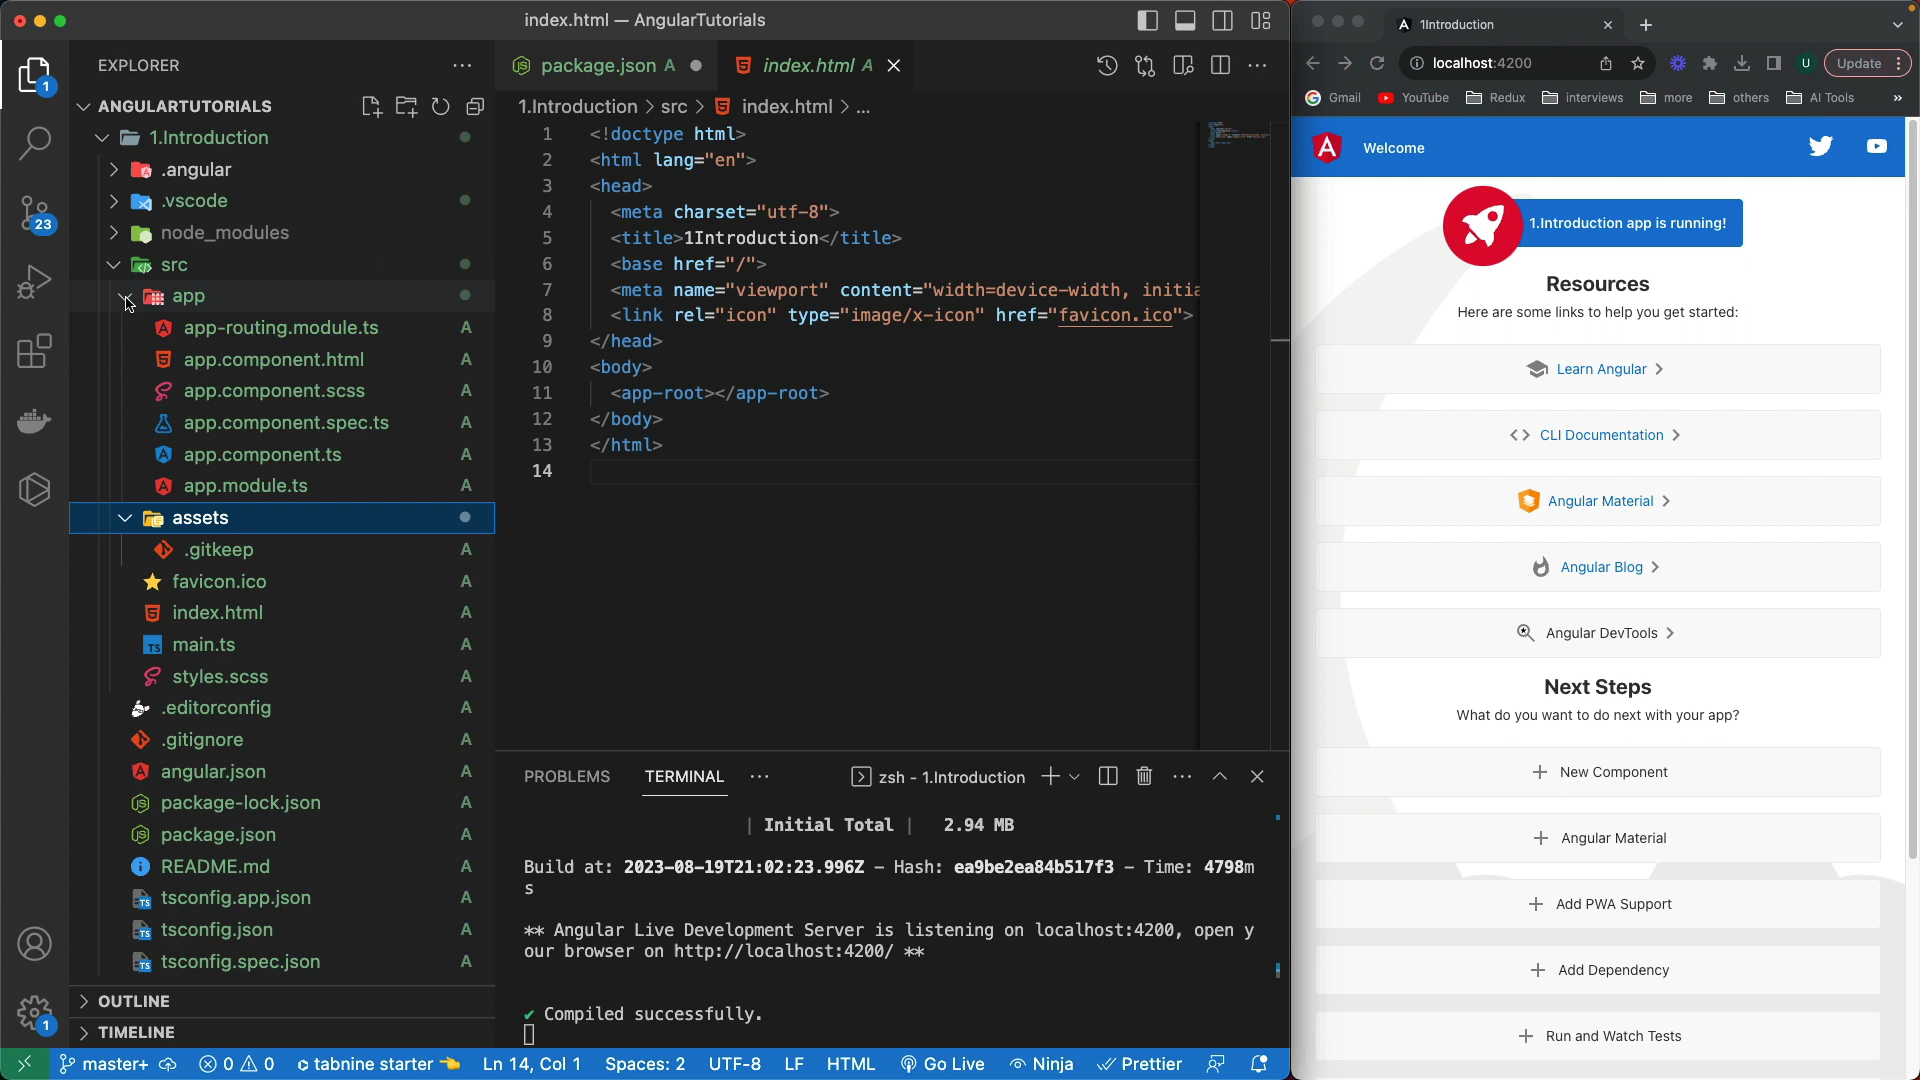 index.html — AngularTutorials
EXPLORER
ANGULARTUTORIALS
1.Introduction
.angular
.vscode
node_modules
src
app
app-routing.module.ts A
app.component.html A
app.component.scss A
app.component.spec.ts A
app.component.ts A
app.module.ts A
assets
.gitkeep A
favicon.ico A
index.html A
main.ts A
styles.scss A
.editorconfig A
.gitignore A
angular.json A
package-lock.json A
package.json A
README.md A
tsconfig.app.json A
tsconfig.json A
tsconfig.spec.json A
OUTLINE
TIMELINE
1
23
1
package.json A
index.html A
1.Introduction > src > index.html > ...
1 <!doctype html>
2 <html lang="en">
3 <head>
4 <meta charset="utf-8">
5 <title>1Introduction</title>
6 <base href="/">
7 <meta name="viewport" content="width=device-width, initia
8 <link rel="icon" type="image/x-icon" href="favicon.ico">
9 </head>
10 <body>
11 <app-root></app-root>
12 </body>
13 </html>
14
PROBLEMS TERMINAL ... zsh - 1.Introduction
| Initial Total | 2.94 MB
Build at: 2023-08-19T21:02:23.996Z - Hash: ea9be2ea84b517f3 - Time: 4798m
s
** Angular Live Development Server is listening on localhost:4200, open y
our browser on http://localhost:4200/ **
✔ Compiled successfully.
master+ 0 0 tabnine starter Ln 14, Col 1 Spaces: 2 UTF-8 LF HTML Go Live Ninja Prettier
1Introduction
localhost:4200 U Update
Gmail YouTube Redux interviews more others AI Tools »
A Welcome
1.Introduction app is running!
Resources
Here are some links to help you get started:
Learn Angular
CLI Documentation
Angular Material
Angular Blog
Angular DevTools
Next Steps
What do you want to do next with your app?
New Component
Angular Material
Add PWA Support
Add Dependency
Run and Watch Tests